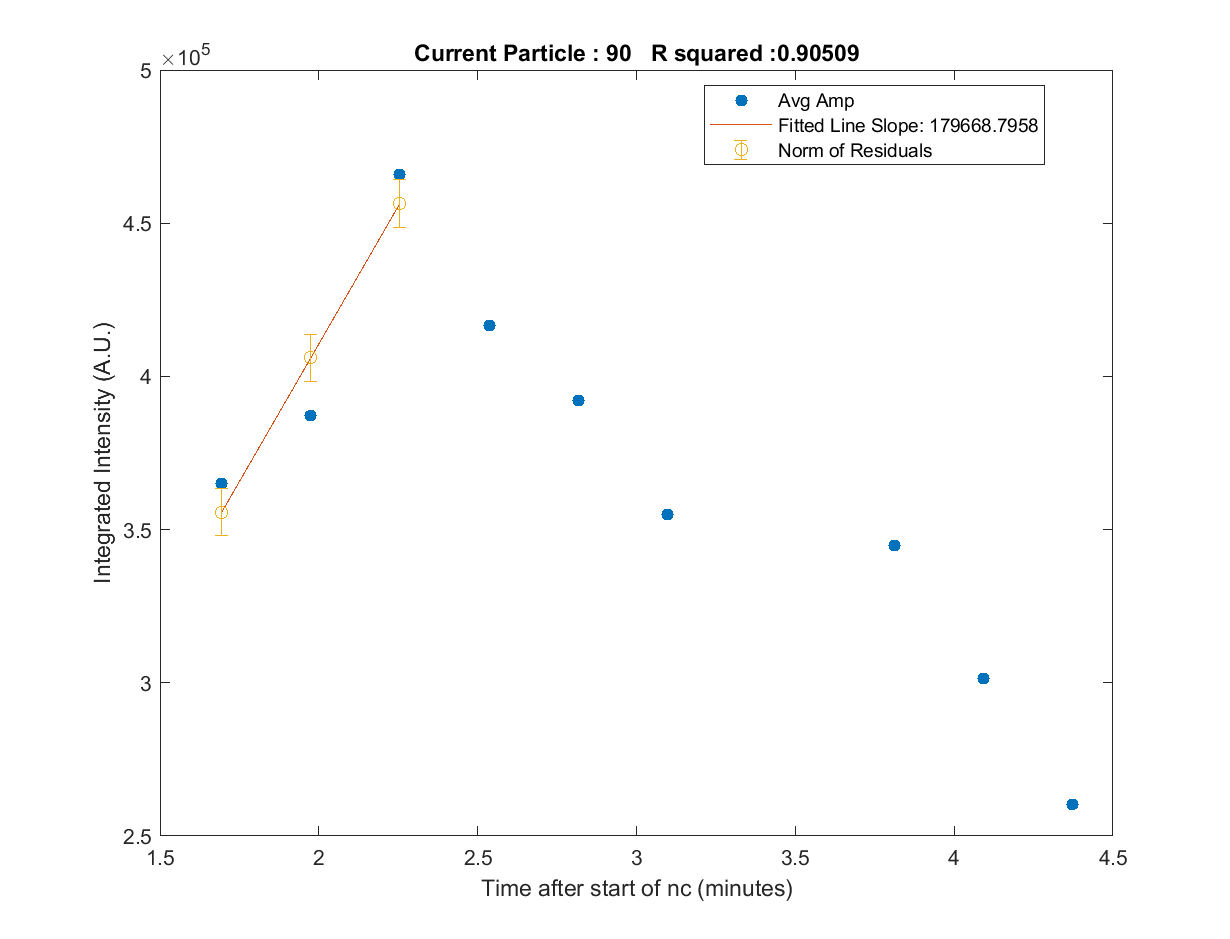 Current Particle : 90 R squared :0.90509
×10^5
Avg Amp
Fitted Line Slope: 179668.7958
Norm of Residuals
5
4.5
4
3.5
3
2.5
Integrated Intensity (A.U.)
1.5 2 2.5 3 3.5 4 4.5
Time after start of nc (minutes)